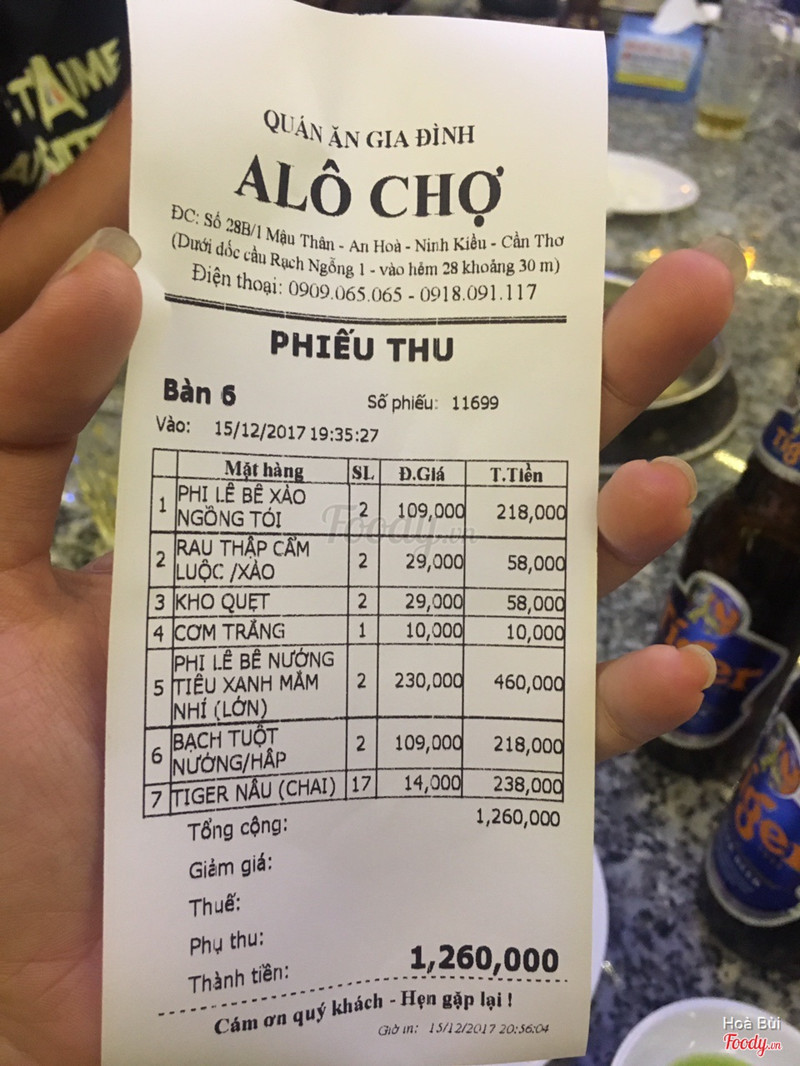 QUÁN ĂN GIA ĐÌNH
ALÔ CHỢ
ĐC: Số 28B/1 Mậu Thân - An Hoà - Ninh Kiều - Cần Thơ
(Dưới dốc cầu Rạch Ngỗng 1 - vào hẻm 28 khoảng 30 m)
Điện thoại: 0909.065.065 - 0918.091.117
PHIẾU THU
Bàn 6 Số phiếu: 11699
Vào: 15/12/2017 19:35:27
Mặt hàng SL Đ.Giá T.Tiền
1 PHI LÊ BÊ XÀO NGỒNG TỎI 2 109,000 218,000
2 RAU THẬP CẨM LUỘC /XÀO 2 29,000 58,000
3 KHO QUẸT 2 29,000 58,000
4 CƠM TRẮNG 1 10,000 10,000
5 PHI LÊ BÊ NƯỚNG TIÊU XANH MẮM NHÍ (LỚN) 2 230,000 460,000
6 BẠCH TUỘT NƯỚNG/HẤP 2 109,000 218,000
7 TIGER NÂU (CHAI) 17 14,000 238,000
Tổng cộng: 1,260,000
Giảm giá:
Thuế:
Phụ thu:
Thành tiền: 1,260,000
Cám ơn quý khách - Hẹn gặp lại !
Giờ in: 15/12/2017 20:56:04
Foody.vn
Tiger
Tiger
Hoà Bùi
Foody.vn